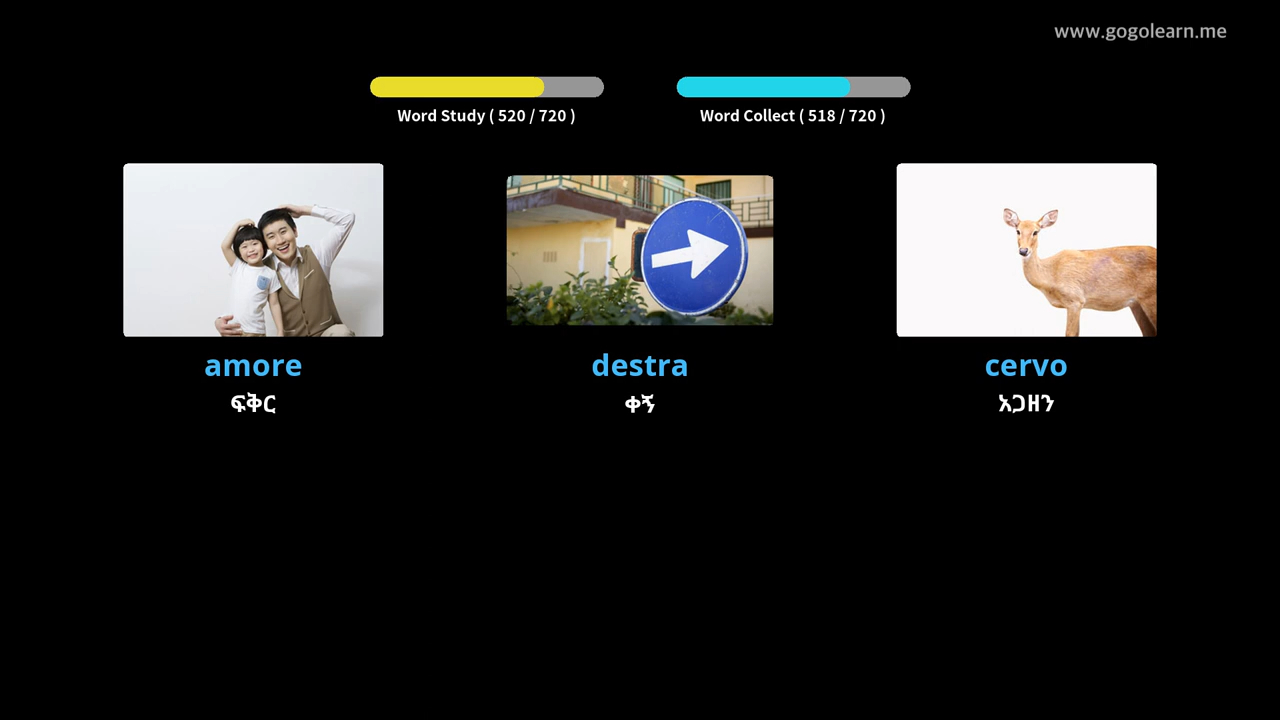 www.gogolearn.me
Word Study ( 520 / 720 )
Word Collect ( 518 / 720 )
amore
destra
cervo
ፍቅር
ቀኝ
አጋዘን